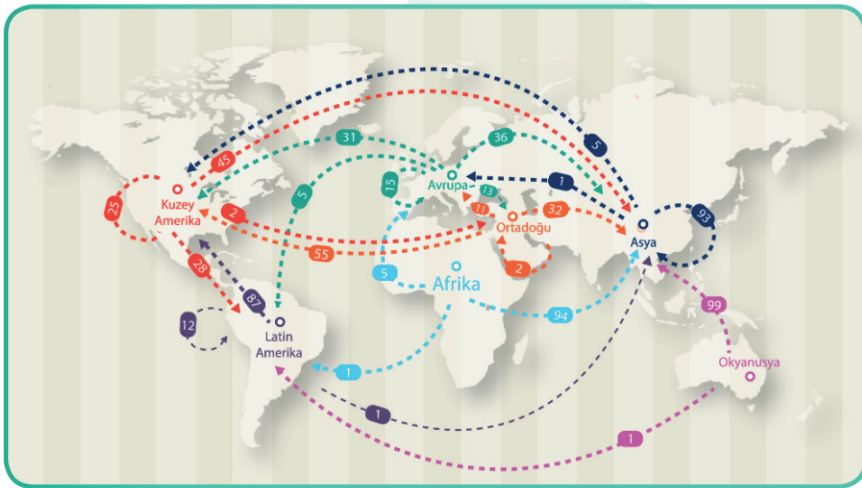 31
36
5
45
5
15
Avrupa
13
1
25
Kuzey
Amerika
2
11
Ortadoğu
32
93
Asya
55
28
5
Afrika
2
87
12
Latin
Amerika
94
99
1
Okyanusya
1
1